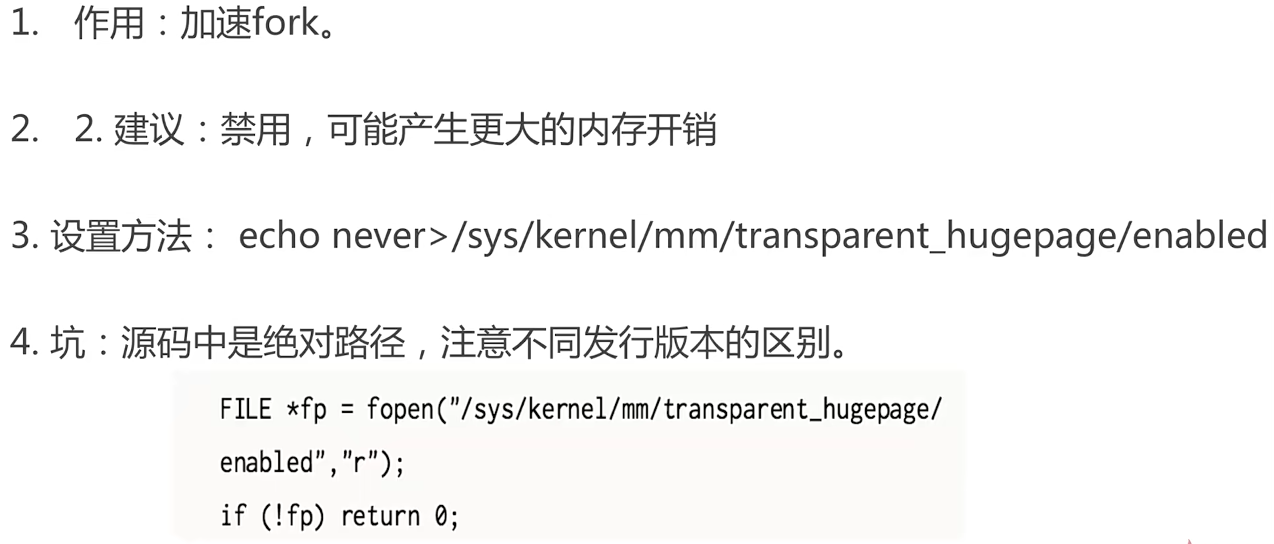 1. 作用：加速fork。
2. 2. 建议：禁用，可能产生更大的内存开销
3. 设置方法： echo never>/sys/kernel/mm/transparent_hugepage/enabled
4. 坑：源码中是绝对路径，注意不同发行版本的区别。
FILE *fp = fopen("/sys/kernel/mm/transparent_hugepage/
enabled","r");
if (!fp) return 0;